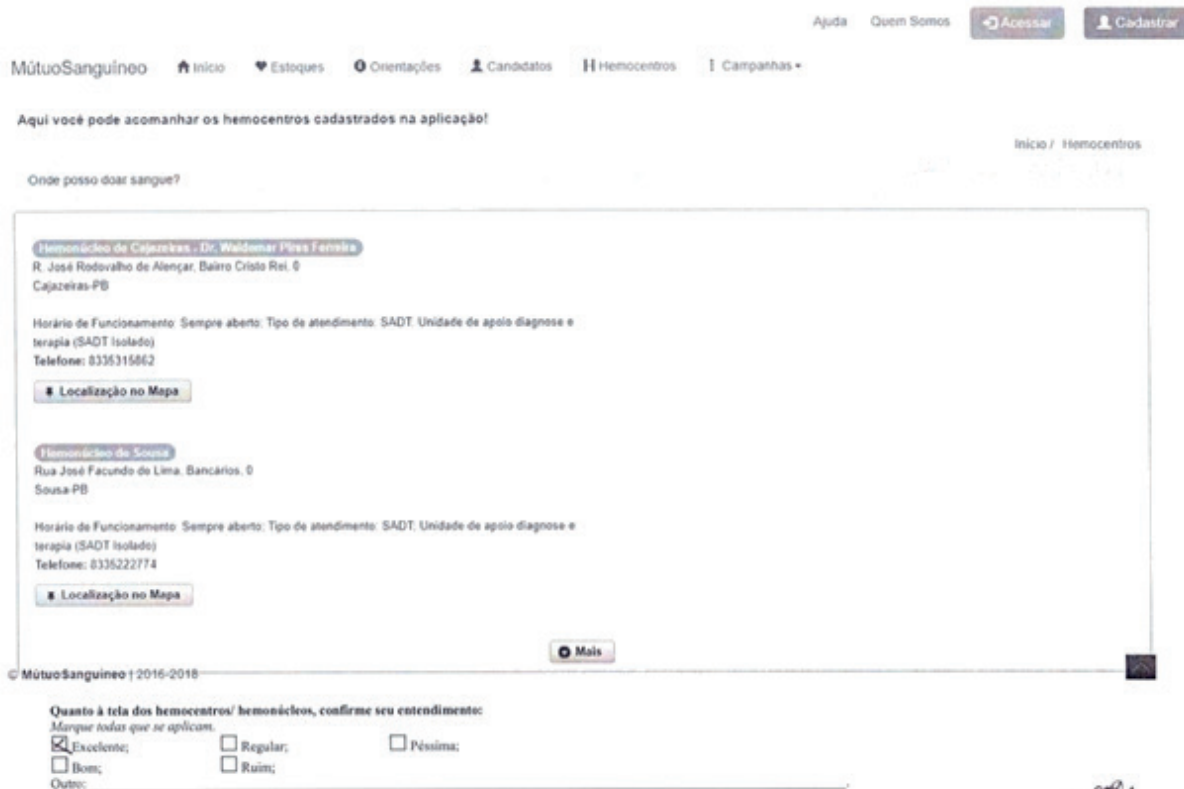 Ajuda Quem Somos Acessar Cadastrar
MútuoSanguíneo Início Estoques Orientações Candidatos H Hemocentros Campanhas
Aqui você pode acomanhar os hemocentros cadastrados na aplicação!
Início / Hemocentros
Onde posso doar sangue?
Hemonúcleo de Cajazeiras - Dr. Waldemar Pires Ferreira
R. José Rodovalho de Alençar, Bairro Cristo Rei, 0
Cajazeiras-PB
Horário de Funcionamento: Sempre aberto; Tipo de atendimento: SADT; Unidade de apoio diagnose e
terapia (SADT Isolado)
Telefone: 8335315862
Localização no Mapa
Hemonúcleo de Sousa
Rua José Facundo de Lima, Bancários, 0
Sousa-PB
Horário de Funcionamento: Sempre aberto; Tipo de atendimento: SADT; Unidade de apoio diagnose e
terapia (SADT Isolado)
Telefone: 8335222774
Localização no Mapa
Mais
© MútuoSanguíneo | 2016-2018
Quanto à tela dos hemocentros/ hemonúcleos, confirme seu entendimento:
Marque todas que se aplicam.
Excelente; Regular; Péssima;
Bom; Ruim;
Outro: